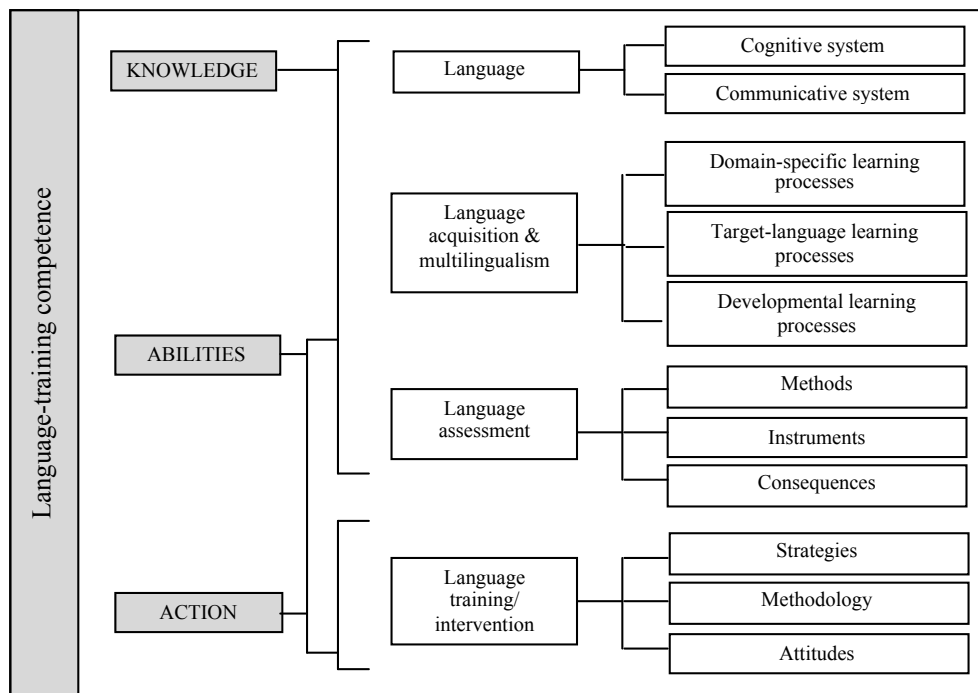 Language-training competence
KNOWLEDGE
ABILITIES
ACTION
Language
Cognitive system
Communicative system
Language
acquisition &
multilingualism
Domain-specific learning
processes
Target-language learning
processes
Developmental learning
processes
Language
assessment
Methods
Instruments
Consequences
Language
training/
intervention
Strategies
Methodology
Attitudes